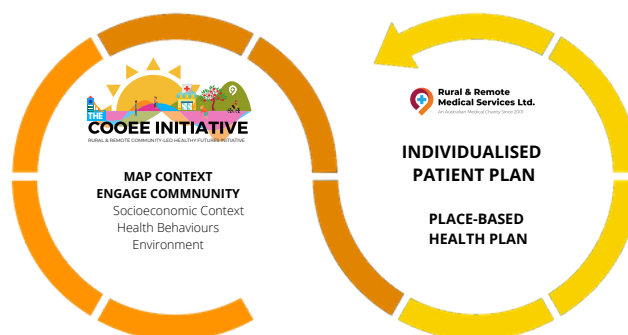 THE
COOEE INITIATIVE
RURAL & REMOTE COMMUNITY-LED HEALTHY FUTURES INITIATIVE
MAP CONTEXT
ENGAGE COMMNUNITY
Socioeconomic Context
Health Behaviours
Environment
Rural & Remote
Medical Services Ltd.
An Australian Medical Charity Since 2001
INDIVIDUALISED
PATIENT PLAN
PLACE-BASED
HEALTH PLAN